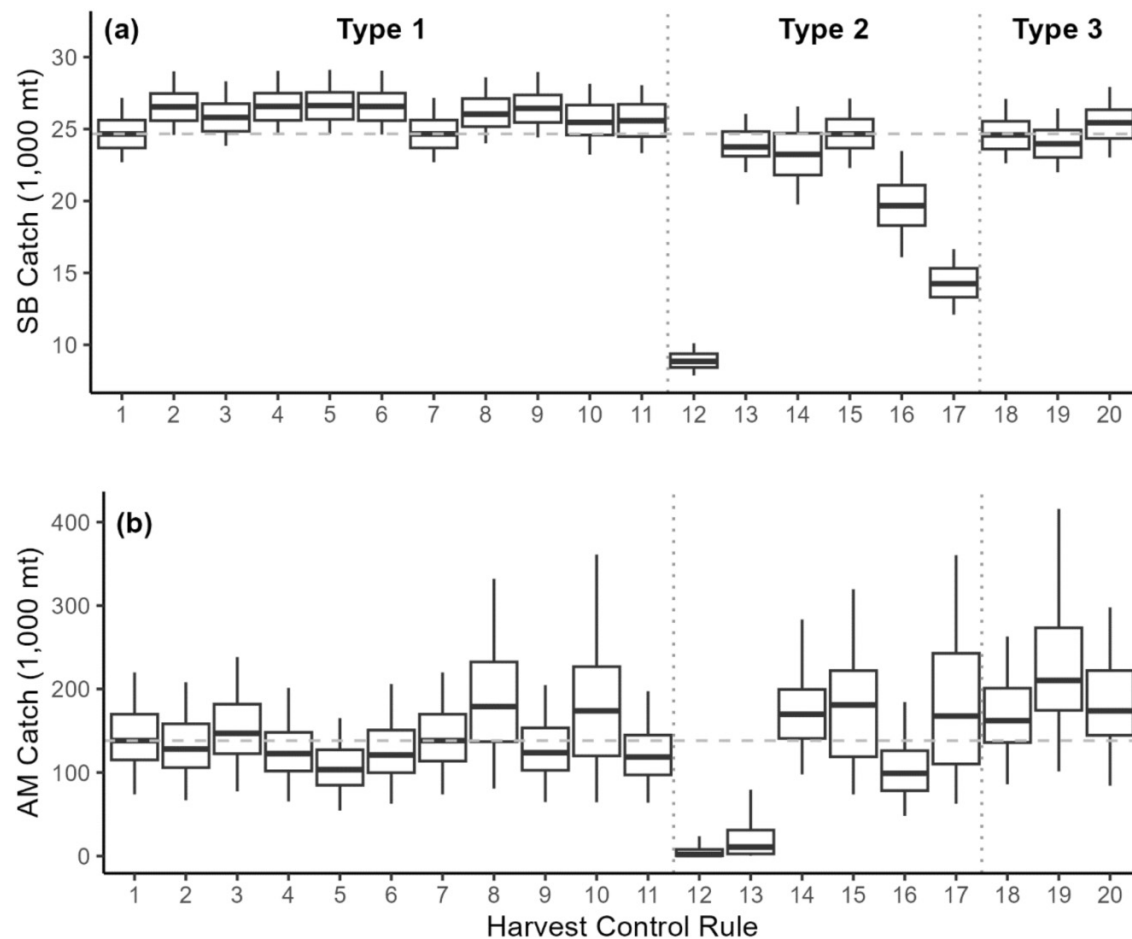 (a) Type 1 Type 2 Type 3
SB Catch (1,000 mt)
30
25
20
15
10
1 2 3 4 5 6 7 8 9 10 11 12 13 14 15 16 17 18 19 20
(b)
AM Catch (1,000 mt)
400
300
200
100
0
1 2 3 4 5 6 7 8 9 10 11 12 13 14 15 16 17 18 19 20
Harvest Control Rule